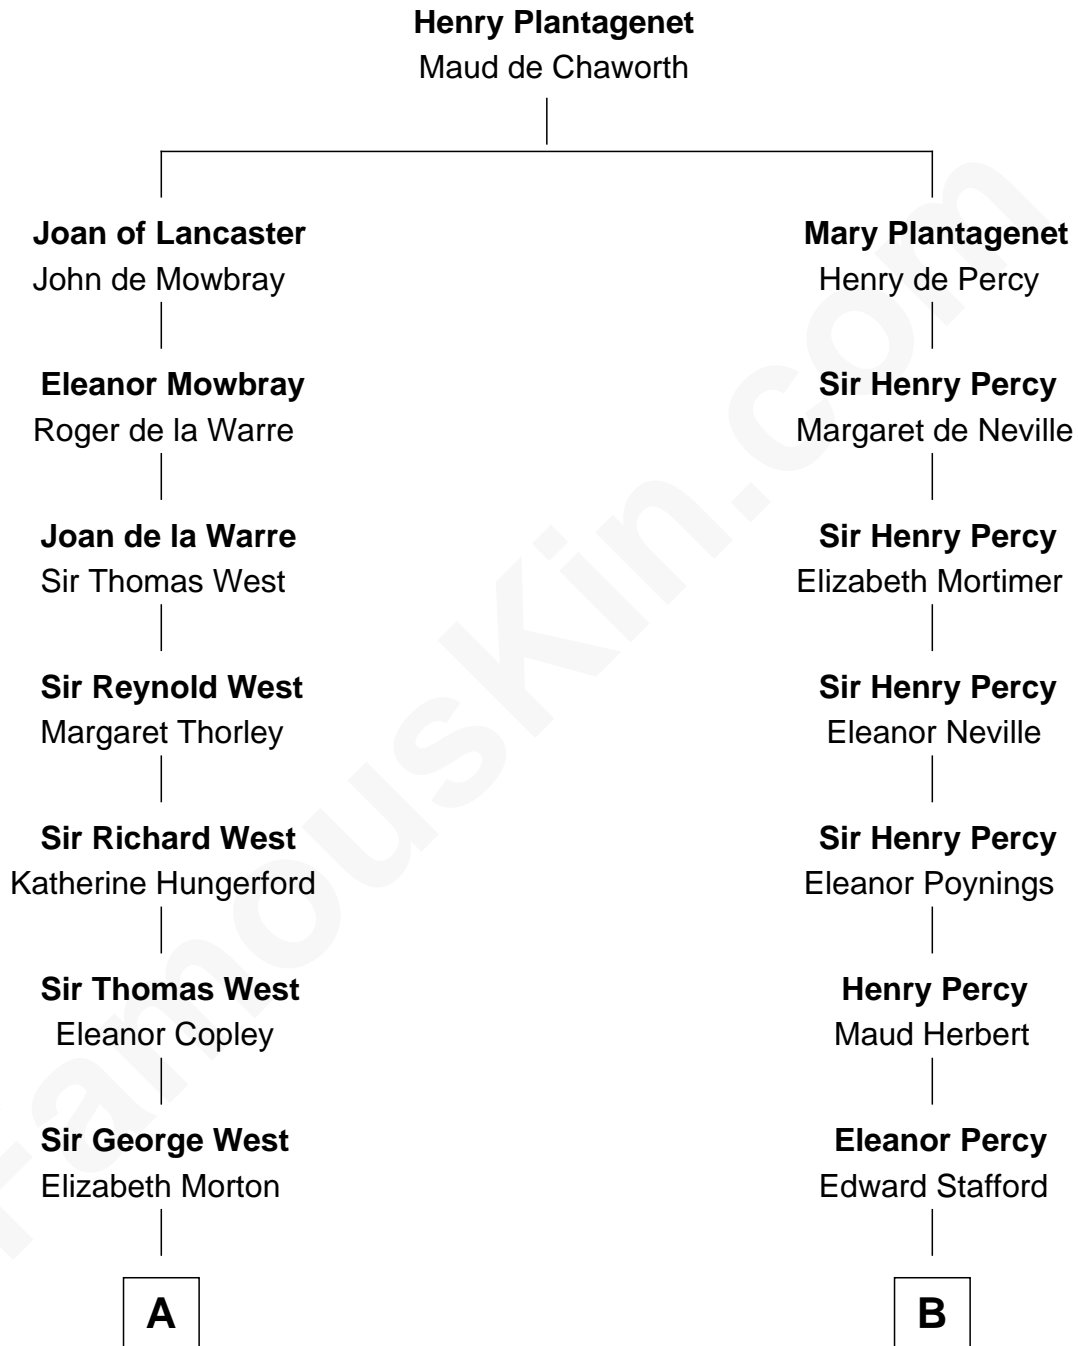 Henry Plantagenet
Maud de Chaworth
Joan of Lancaster
John de Mowbray
Mary Plantagenet
Henry de Percy
Eleanor Mowbray
Roger de la Warre
Sir Henry Percy
Margaret de Neville
Joan de la Warre
Sir Thomas West
Sir Henry Percy
Elizabeth Mortimer
Sir Reynold West
Margaret Thorley
Sir Henry Percy
Eleanor Neville
Sir Richard West
Katherine Hungerford
Sir Henry Percy
Eleanor Poynings
Sir Thomas West
Eleanor Copley
Henry Percy
Maud Herbert
Sir George West
Elizabeth Morton
Eleanor Percy
Edward Stafford
A
B
FamousKin.com